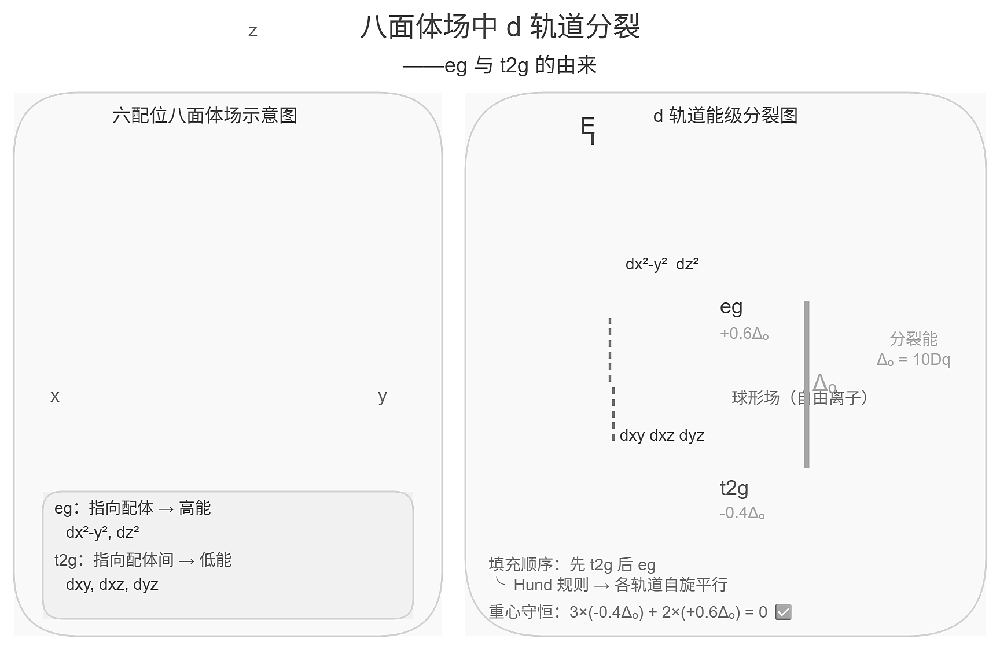 八面体场中 d 轨道分裂
——eg 与 t2g 的由来
z
六配位八面体场示意图
x
y
eg：指向配体 → 高能
dx²-y², dz²
t2g：指向配体间 → 低能
dxy, dxz, dyz
d 轨道能级分裂图
E
dx²-y² dz²
eg
+0.6Δₒ
分裂能
Δₒ = 10Dq
Δₒ
球形场（自由离子）
dxy dxz dyz
t2g
-0.4Δₒ
填充顺序：先 t2g 后 eg
╰ Hund 规则 → 各轨道自旋平行
重心守恒：3×(-0.4Δₒ) + 2×(+0.6Δₒ) = 0 ✅